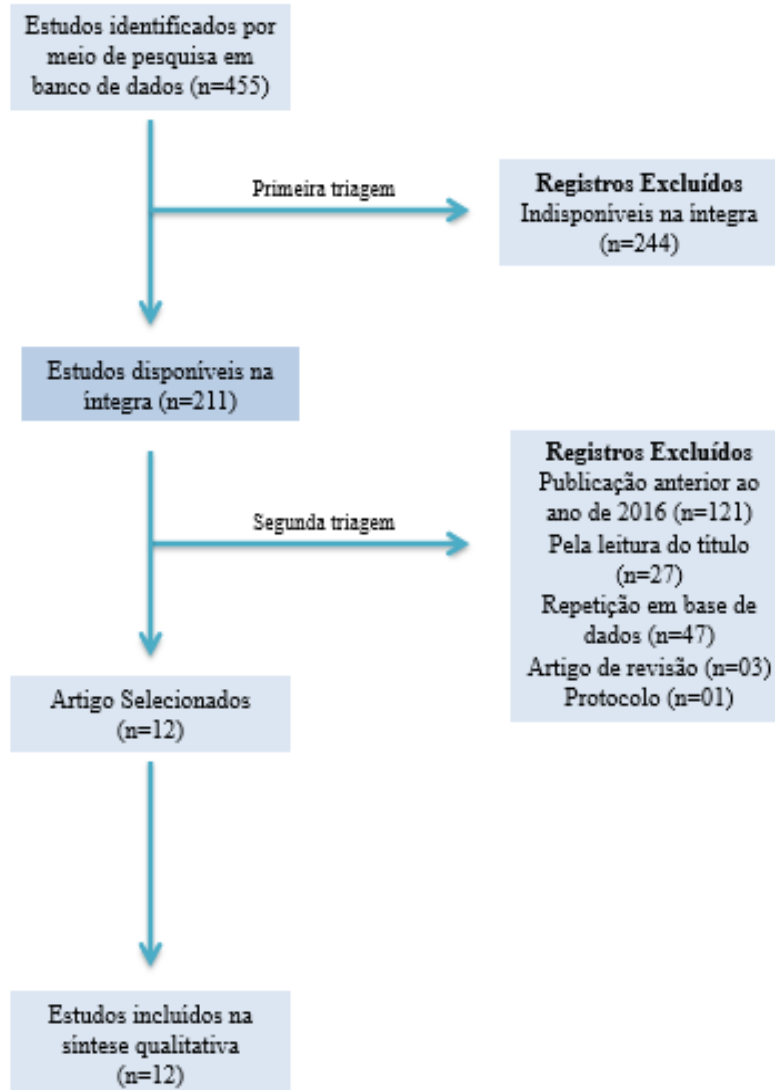 Estudos identificados por
meio de pesquisa em
banco de dados (n=455)
Primeira triagem
Registros Excluídos
Indisponíveis na íntegra
(n=244)
Estudos disponíveis na
íntegra (n=211)
Segunda triagem
Registros Excluídos
Publicação anterior ao
ano de 2016 (n=121)
Pela leitura do título
(n=27)
Repetição em base de
dados (n=47)
Artigo de revisão (n=03)
Protocolo (n=01)
Artigo Selecionados
(n=12)
Estudos incluídos na
síntese qualitativa
(n=12)